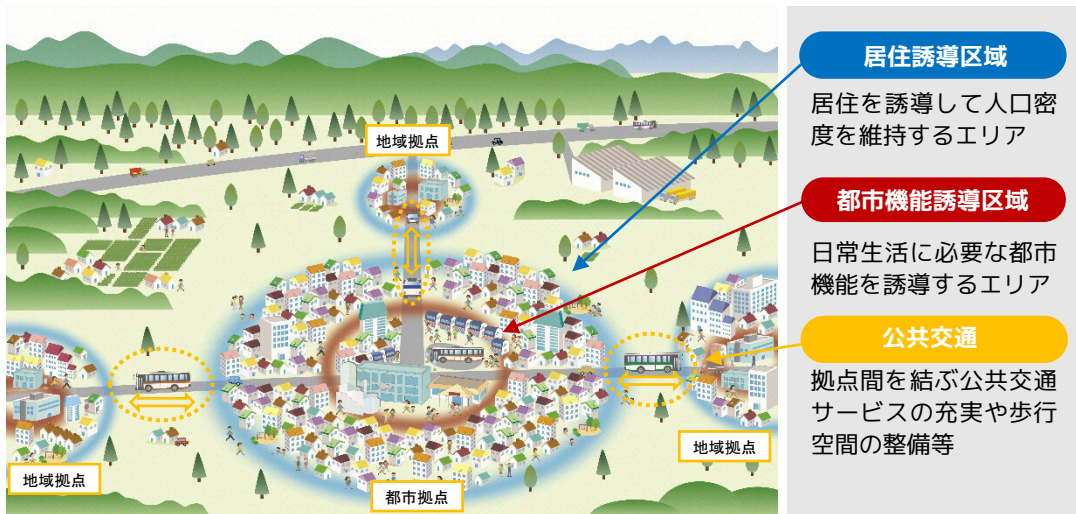 地域拠点
地域拠点
都市拠点
地域拠点
居住誘導区域
居住を誘導して人口密
度を維持するエリア
都市機能誘導区域
日常生活に必要な都市
機能を誘導するエリア
公共交通
拠点間を結ぶ公共交通
サービスの充実や歩行
空間の整備等